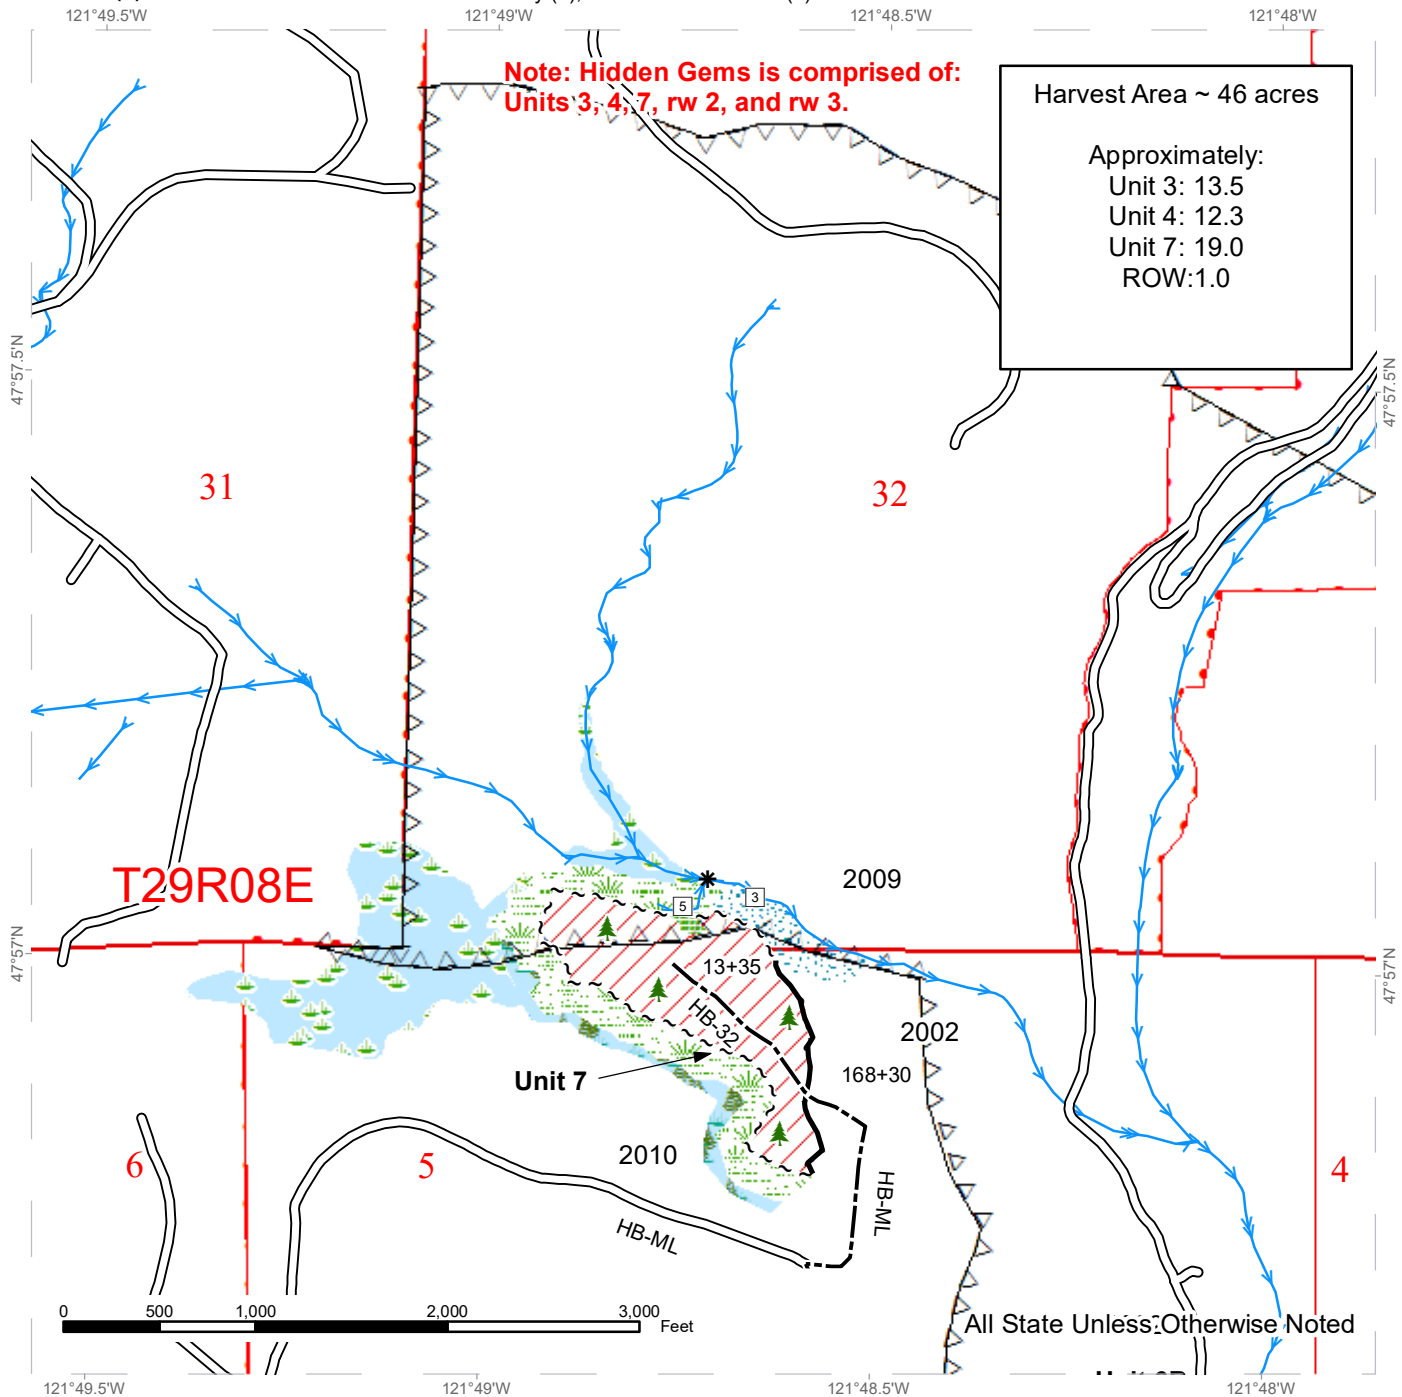 121°49.5'W 121°49'W 121°48.5'W 121°48'W
Note: Hidden Gems is comprised of:
Units 3, 4, 7, rw 2, and rw 3.
Harvest Area ~ 46 acres
Approximately:
Unit 3: 13.5
Unit 4: 12.3
Unit 7: 19.0
ROW:1.0
47°57.5'N
47°57.5'N
31
32
T29R08E
2009
5
3
47°57'N
47°57'N
13+35
HB-32
2002
168+30
Unit 7
2010
6
5
4
HB-ML
HB-ML
0 500 1,000 2,000 3,000
Feet
All State Unless Otherwise Noted
121°49.5'W 121°49'W 121°48.5'W 121°48'W